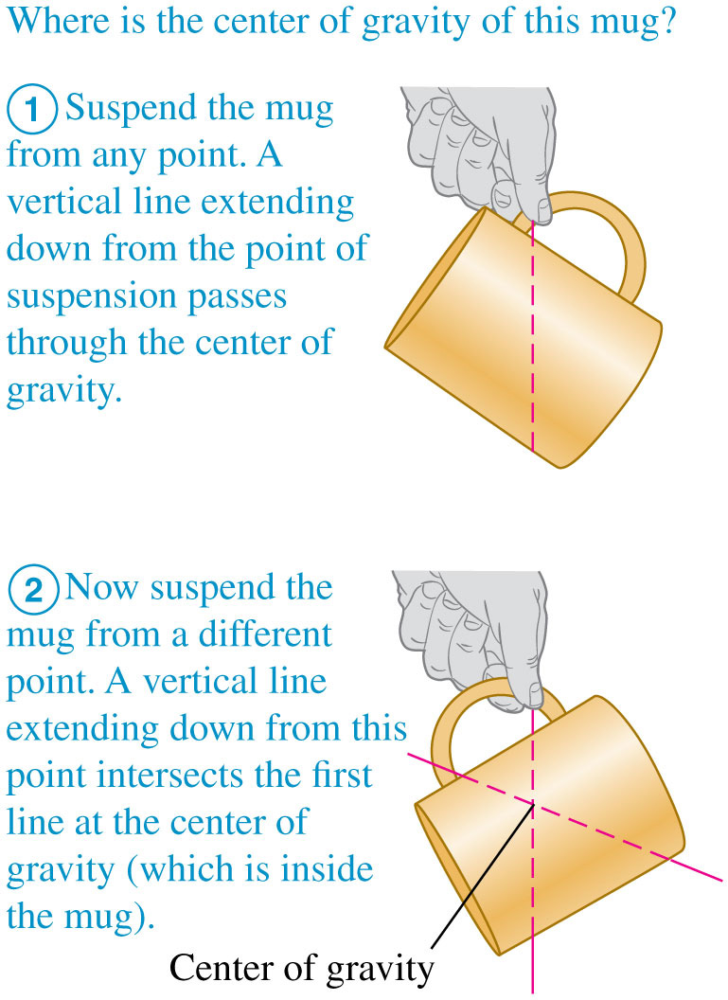 Where is the center of gravity of this mug?
1 Suspend the mug
from any point. A
vertical line extending
down from the point of
suspension passes
through the center of
gravity.
2 Now suspend the
mug from a different
point. A vertical line
extending down from this
point intersects the first
line at the center of
gravity (which is inside
the mug).
Center of gravity